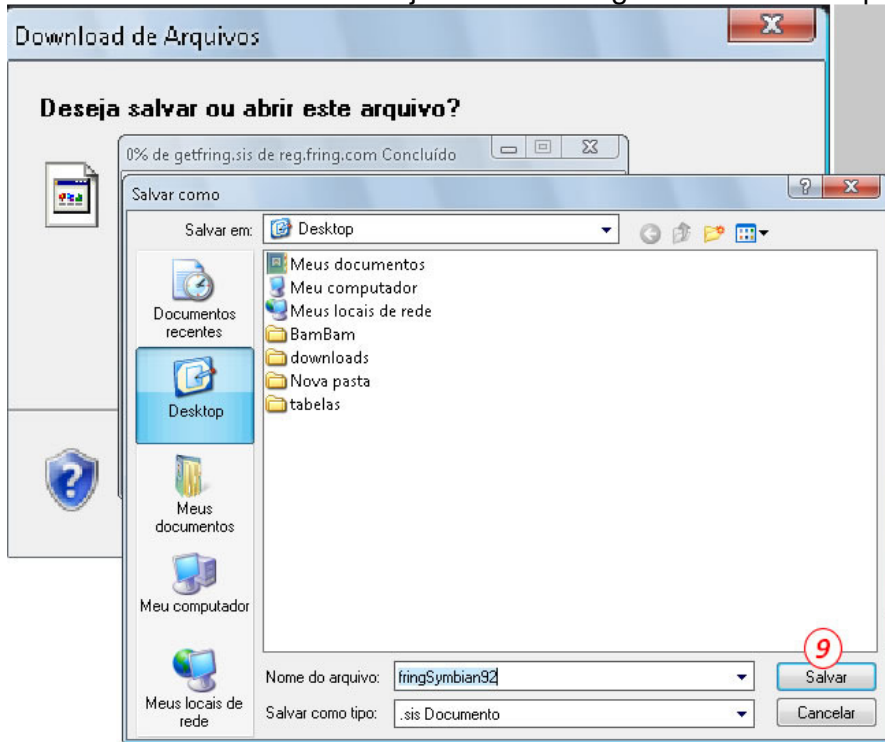 Download de Arquivos
Deseja salvar ou abrir este arquivo?
0% de getfring.sis de reg.fring.com Concluído
Salvar como
Salvar em:
Desktop
Documentos
recentes
Desktop
Meus
documentos
Meu computador
Meus locais de
rede
Meus documentos
Meu computador
Meus locais de rede
BamBam
downloads
Nova pasta
tabelas
9
Nome do arquivo:
fringSymbian92
Salvar
Salvar como tipo:
.sis Documento
Cancelar